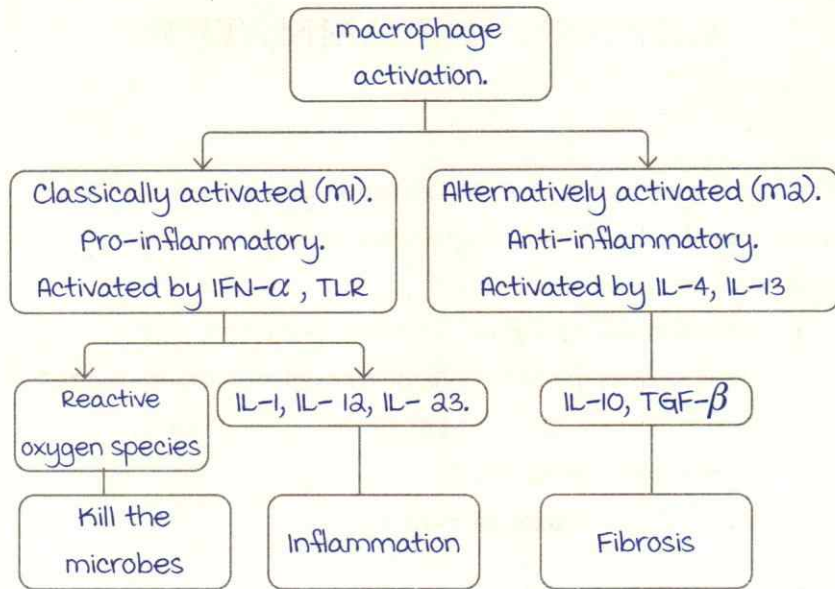 macrophage
activation.
Classically activated (m1).
Pro-inflammatory.
Activated by IFN-α , TLR
Alternatively activated (m2).
Anti-inflammatory.
Activated by IL-4, IL-13
Reactive
oxygen species
IL-1, IL- 12, IL- 23.
IL-10, TGF-β
Kill the
microbes
Inflammation
Fibrosis